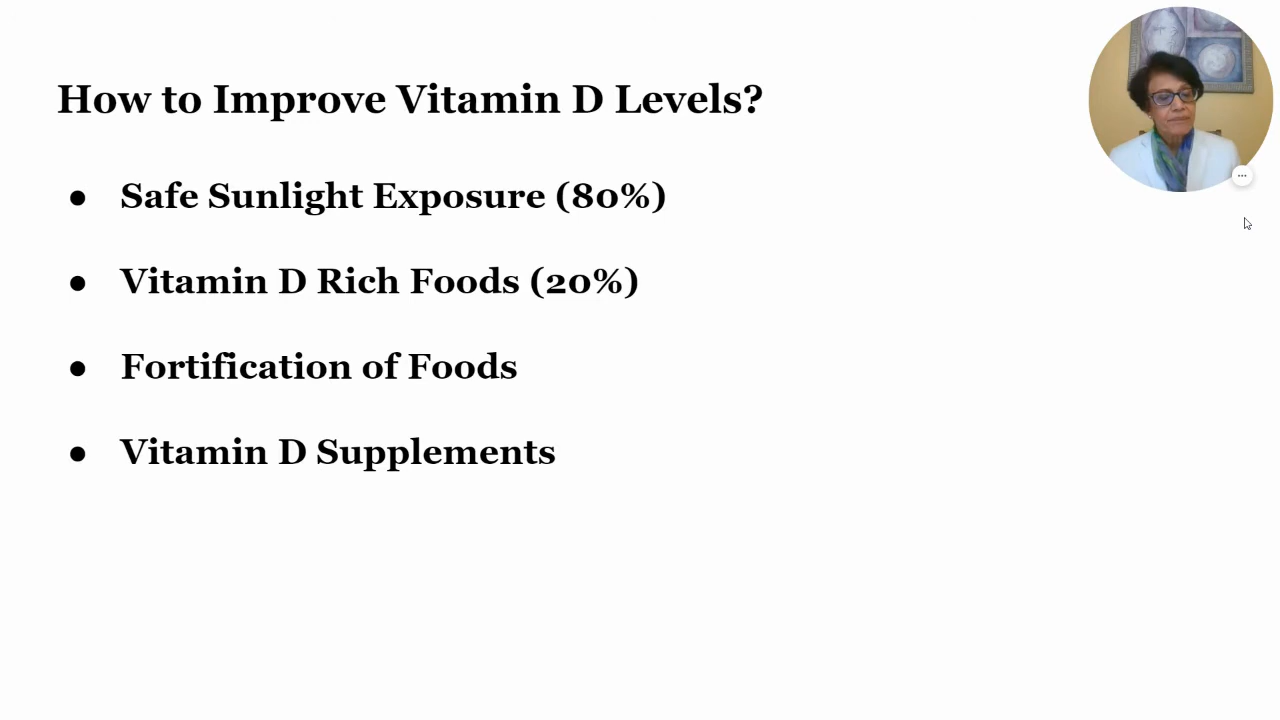 How to Improve Vitamin D Levels?
● Safe Sunlight Exposure (80%)
● Vitamin D Rich Foods (20%)
● Fortification of Foods
● Vitamin D Supplements